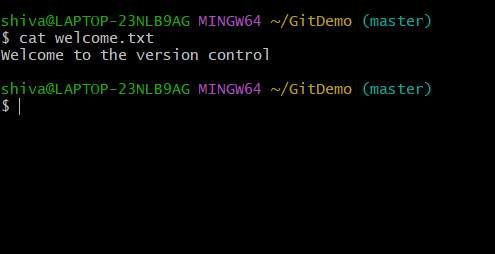 shiva@LAPTOP-23NLB9AG MINGW64 ~/GitDemo (master)
$ cat welcome.txt
Welcome to the version control
shiva@LAPTOP-23NLB9AG MINGW64 ~/GitDemo (master)
$